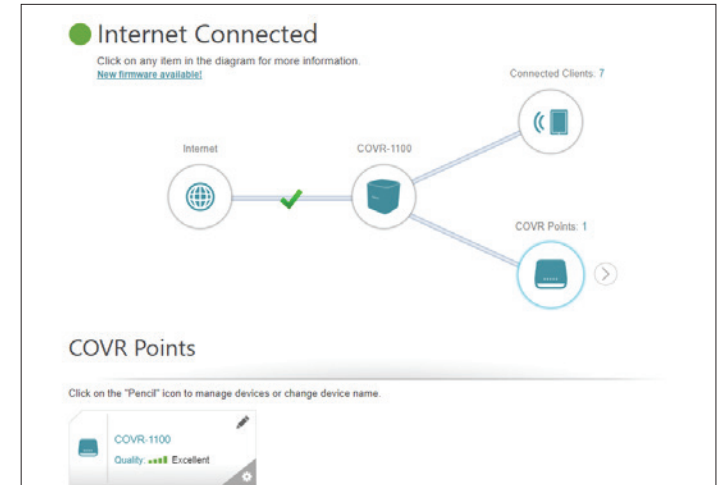 Internet Connected
Click on any item in the diagram for more information.
New firmware available!
Connected Clients: 7
Internet
COVR-1100
COVR Points: 1
COVR Points
Click on the "Pencil" icon to manage devices or change device name.
COVR-1100
Quality: Excellent